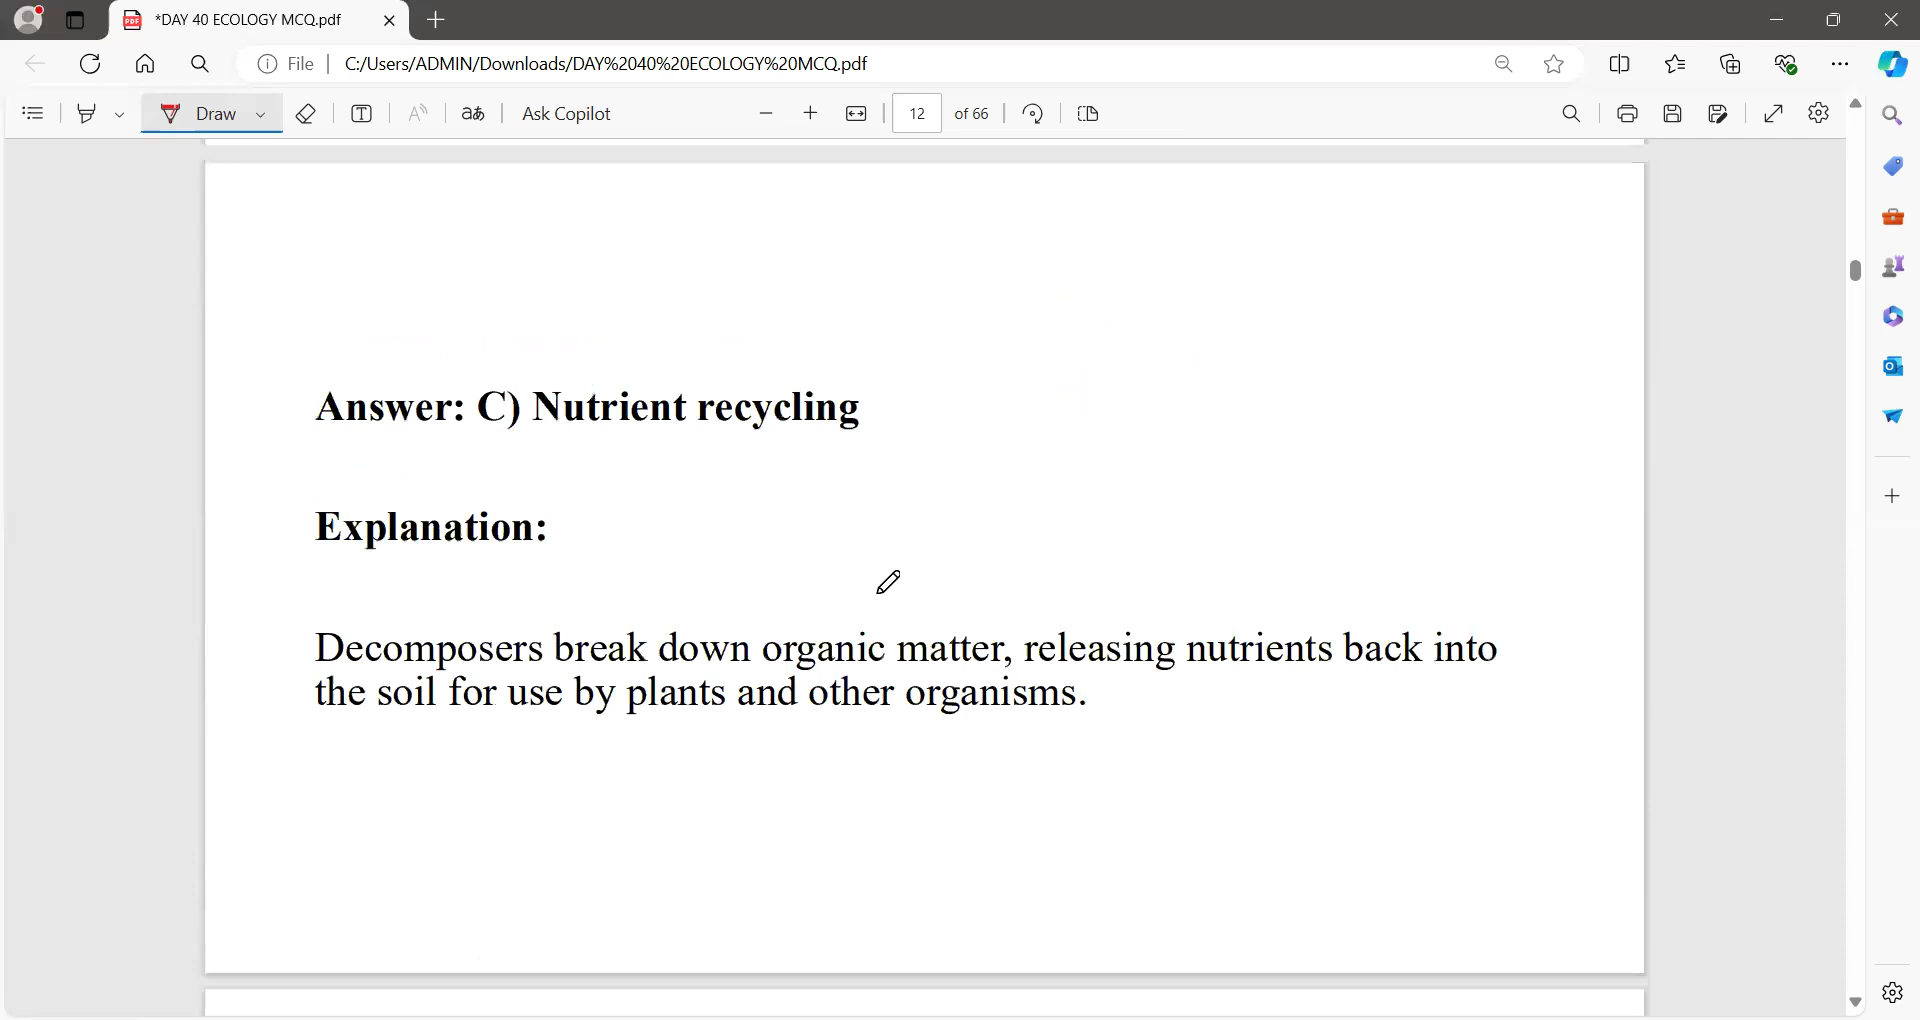 *DAY 40 ECOLOGY MCQ.pdf
File C:/Users/ADMIN/Downloads/DAY%2040%20ECOLOGY%20MCQ.pdf
Draw Ask Copilot 12 of 66
Answer: C) Nutrient recycling
Explanation:
Decomposers break down organic matter, releasing nutrients back into
the soil for use by plants and other organisms.